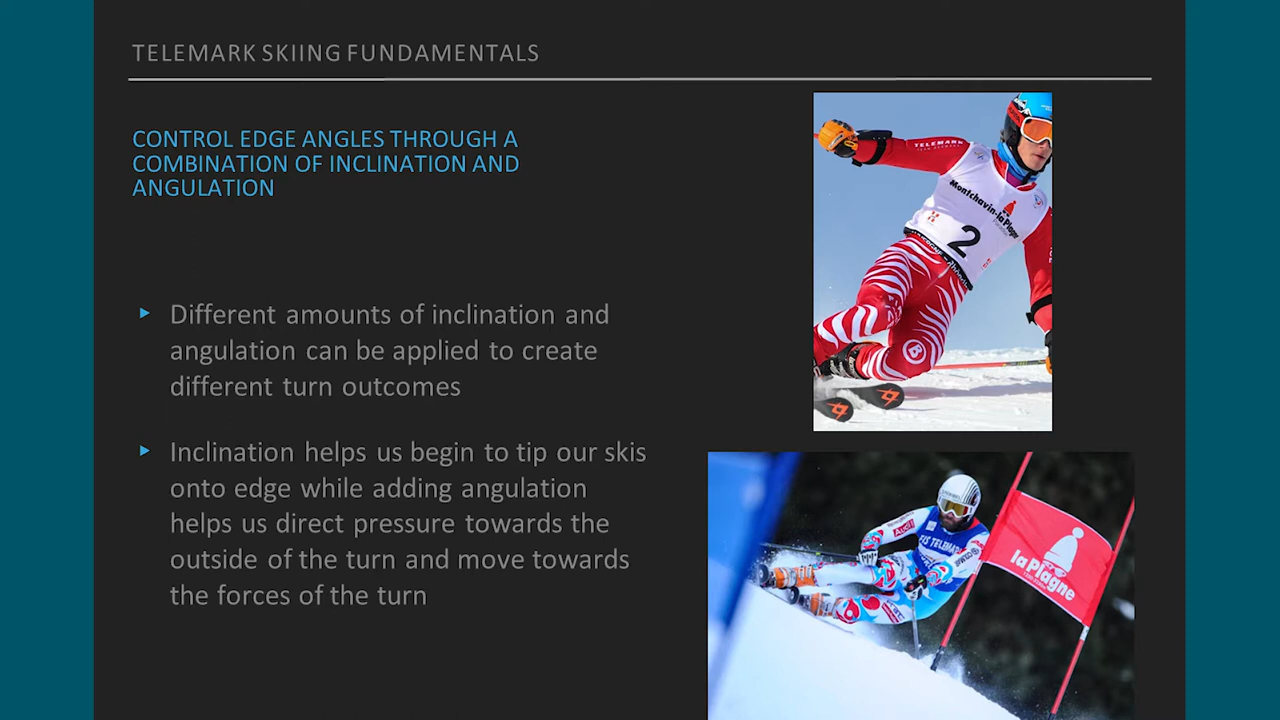 TELEMARK SKIING FUNDAMENTALS
CONTROL EDGE ANGLES THROUGH A
COMBINATION OF INCLINATION AND
ANGULATION
Different amounts of inclination and
angulation can be applied to create
different turn outcomes
Inclination helps us begin to tip our skis
onto edge while adding angulation
helps us direct pressure towards the
outside of the turn and move towards
the forces of the turn
TELEMARK
Montchavin-la Plagne
2
B
Audi
FIS TELEMARK
la Plagne